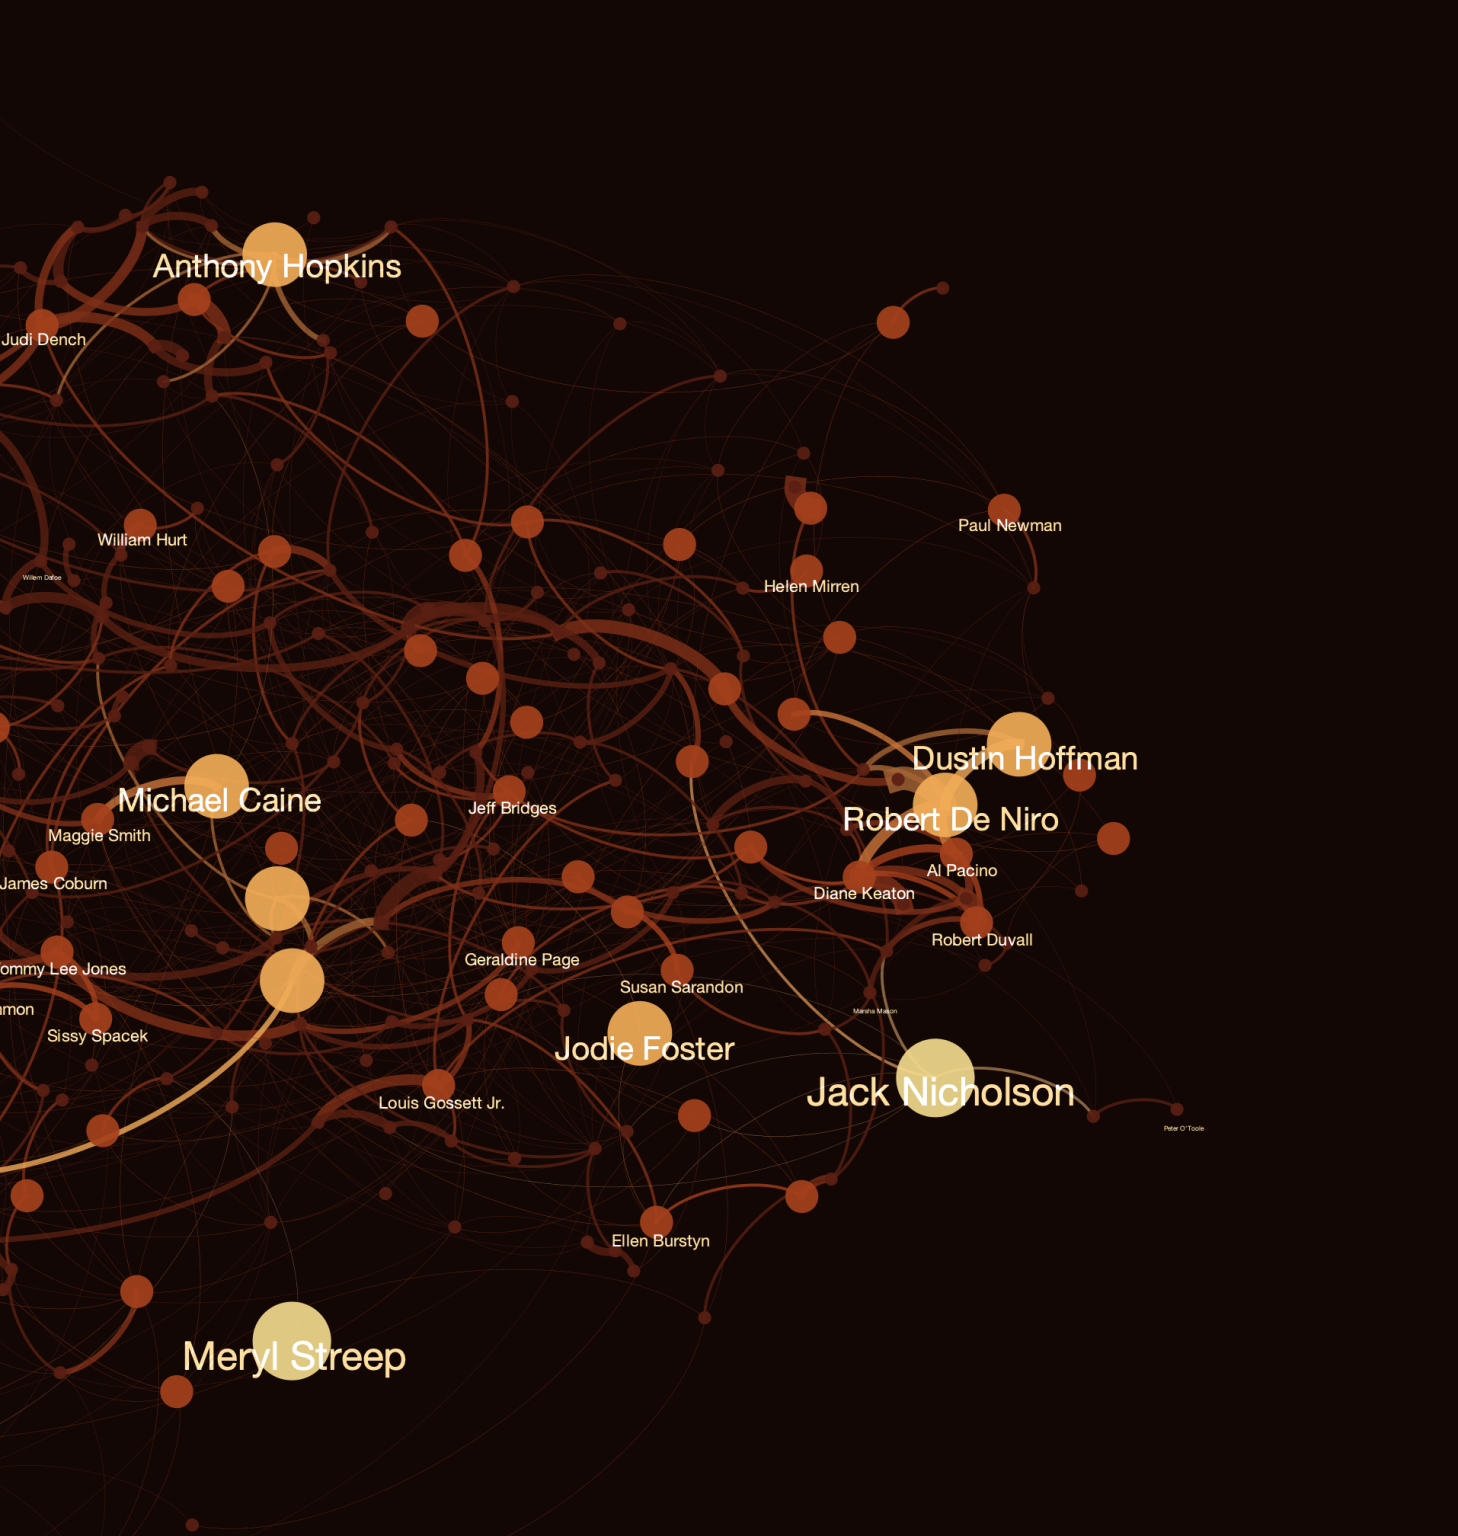 Anthony Hopkins
Judi Dench
Paul Newman
William Hurt
Willem Dafoe
Helen Mirren
Dustin Hoffman
Michael Caine
Jeff Bridges
Robert De Niro
Maggie Smith
Al Pacino
James Coburn
Diane Keaton
Robert Duvall
Geraldine Page
ommy Lee Jones
Susan Sarandon
mmon
Marsha Mason
Sissy Spacek
Jodie Foster
Jack Nicholson
Louis Gossett Jr.
Peter O'Toole
Ellen Burstyn
Meryl Streep